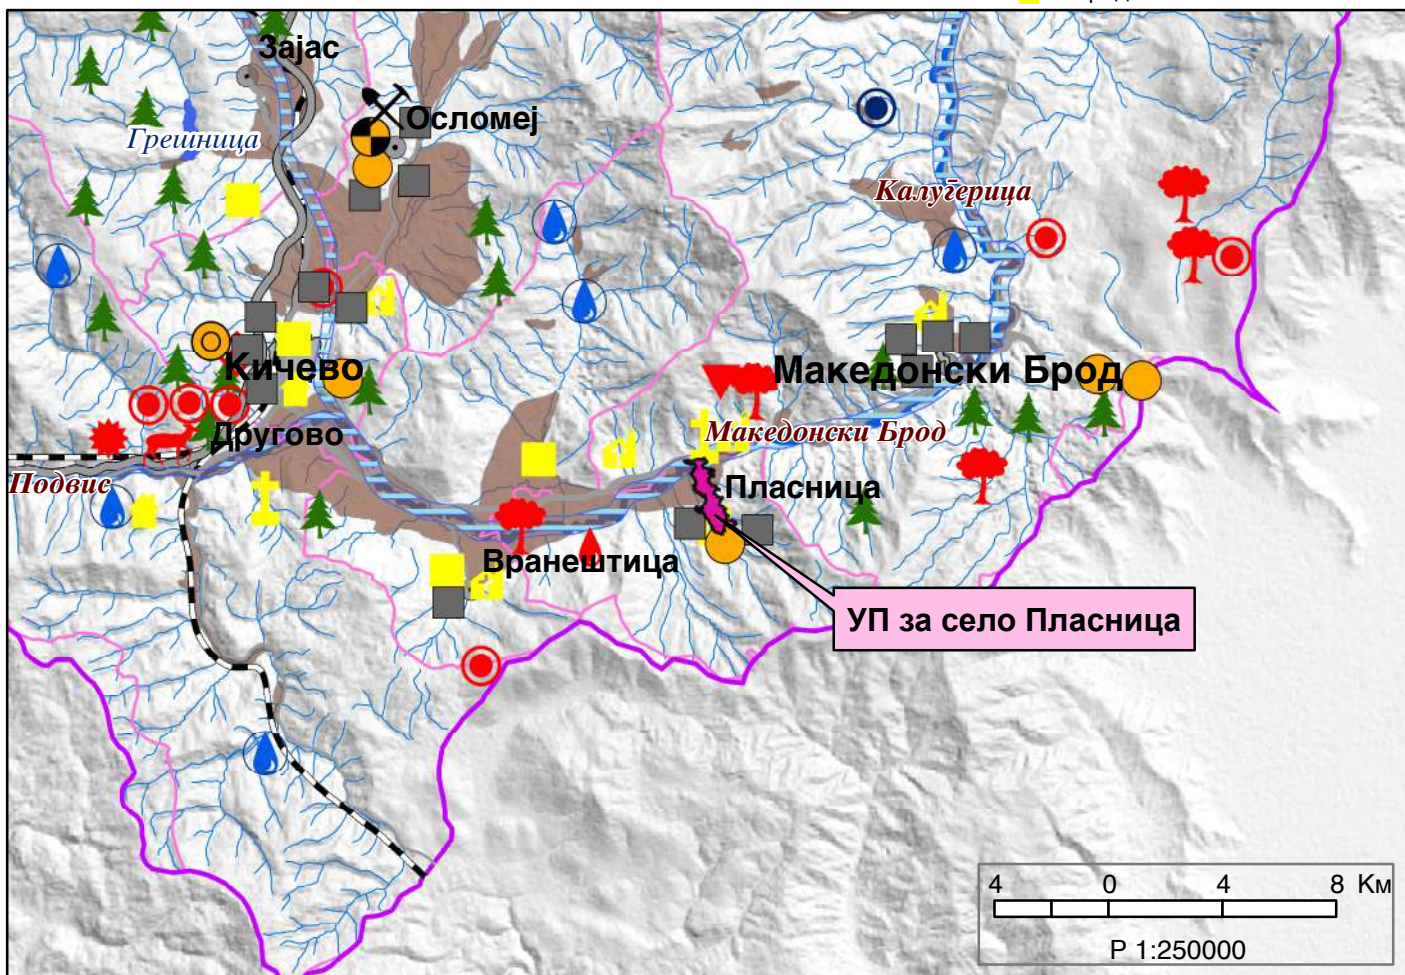 Зајас
Осломеј
Грешница
Калуѓерица
Кичево
Македонски Брод
Другово
Македонски Брод
Подвис
Пласница
Вранештица
УП за село Пласница
4 0 4 8 Км
Р 1:250000